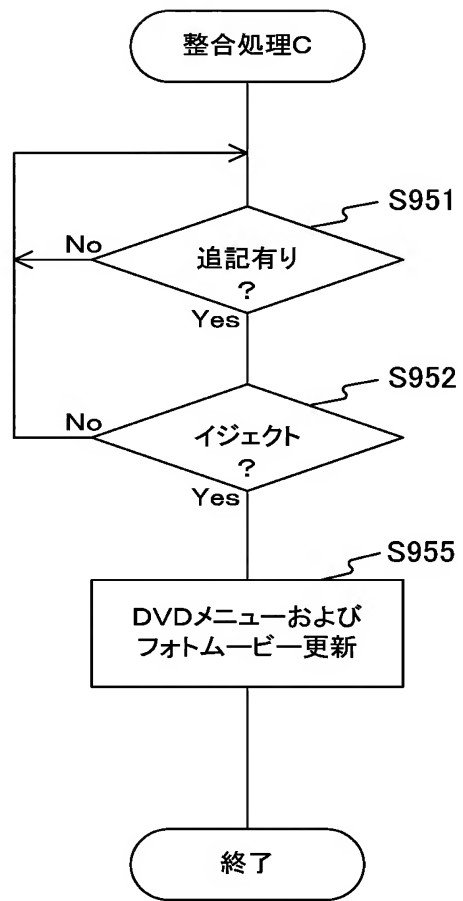 整合処理C
S951
No
追記有り
?
Yes
S952
No
イジェクト
?
Yes
S955
DVDメニューおよび
フォトムービー更新
終了